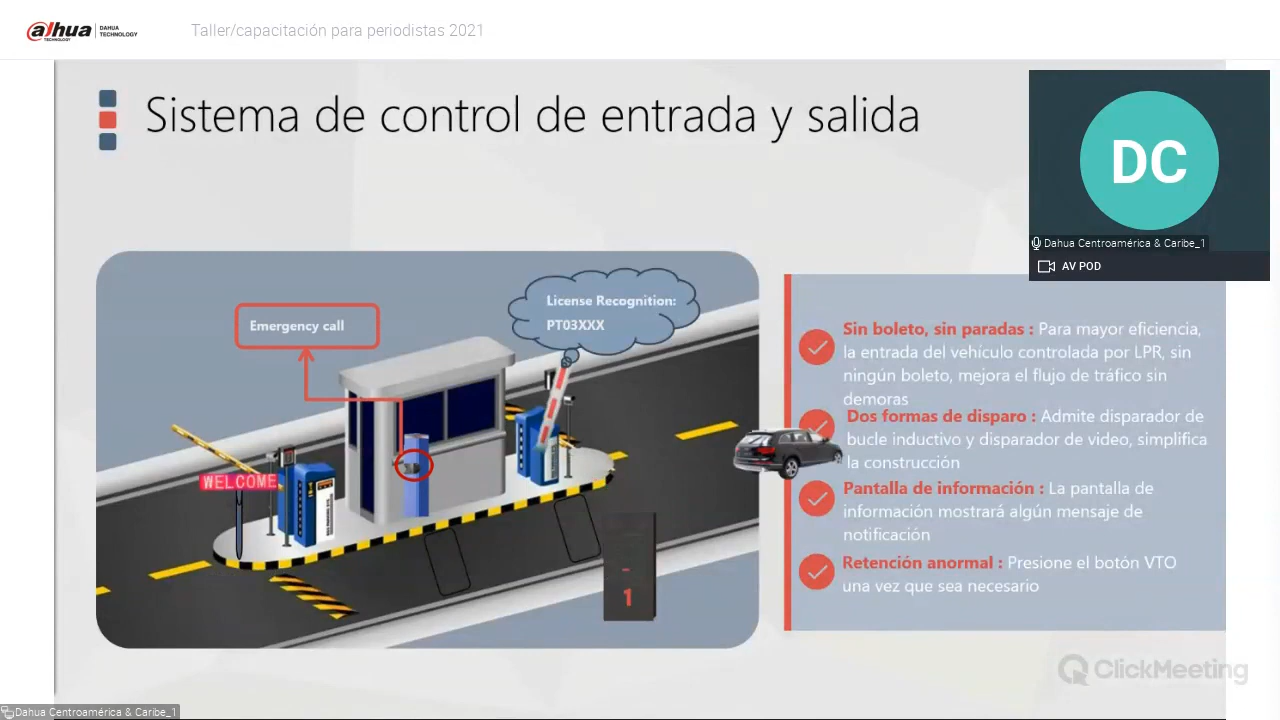 alhua
DAHUA
TECHNOLOGY
TECHNOLOGY
Taller/capacitación para periodistas 2021
Sistema de control de entrada y salida
DC
Dahua Centroamérica & Caribe_1
AV POD
Emergency call
License Recognition:
PT03XXX
WELCOME
1
Sin boleto, sin paradas : Para mayor eficiencia,
la entrada del vehículo controlada por LPR, sin
ningún boleto, mejora el flujo de tráfico sin
demoras
Dos formas de disparo : Admite disparador de
bucle inductivo y disparador de video, simplifica
la construcción
Pantalla de información : La pantalla de
información mostrará algún mensaje de
notificación
Retención anormal : Presione el botón VTO
una vez que sea necesario
ClickMeeting
Dahua Centroamérica & Caribe_1